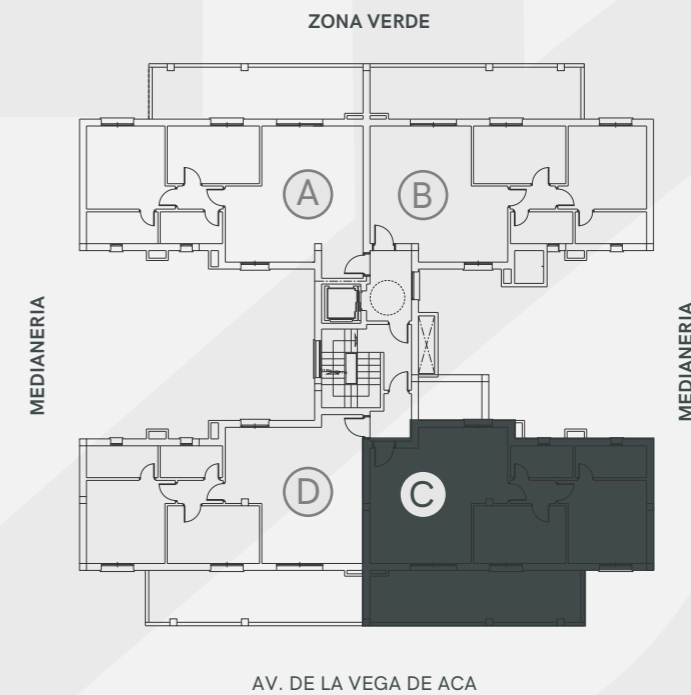 ZONA VERDE
A
B
MEDIANERIA
MEDIANERIA
D
C
AV. DE LA VEGA DE ACA